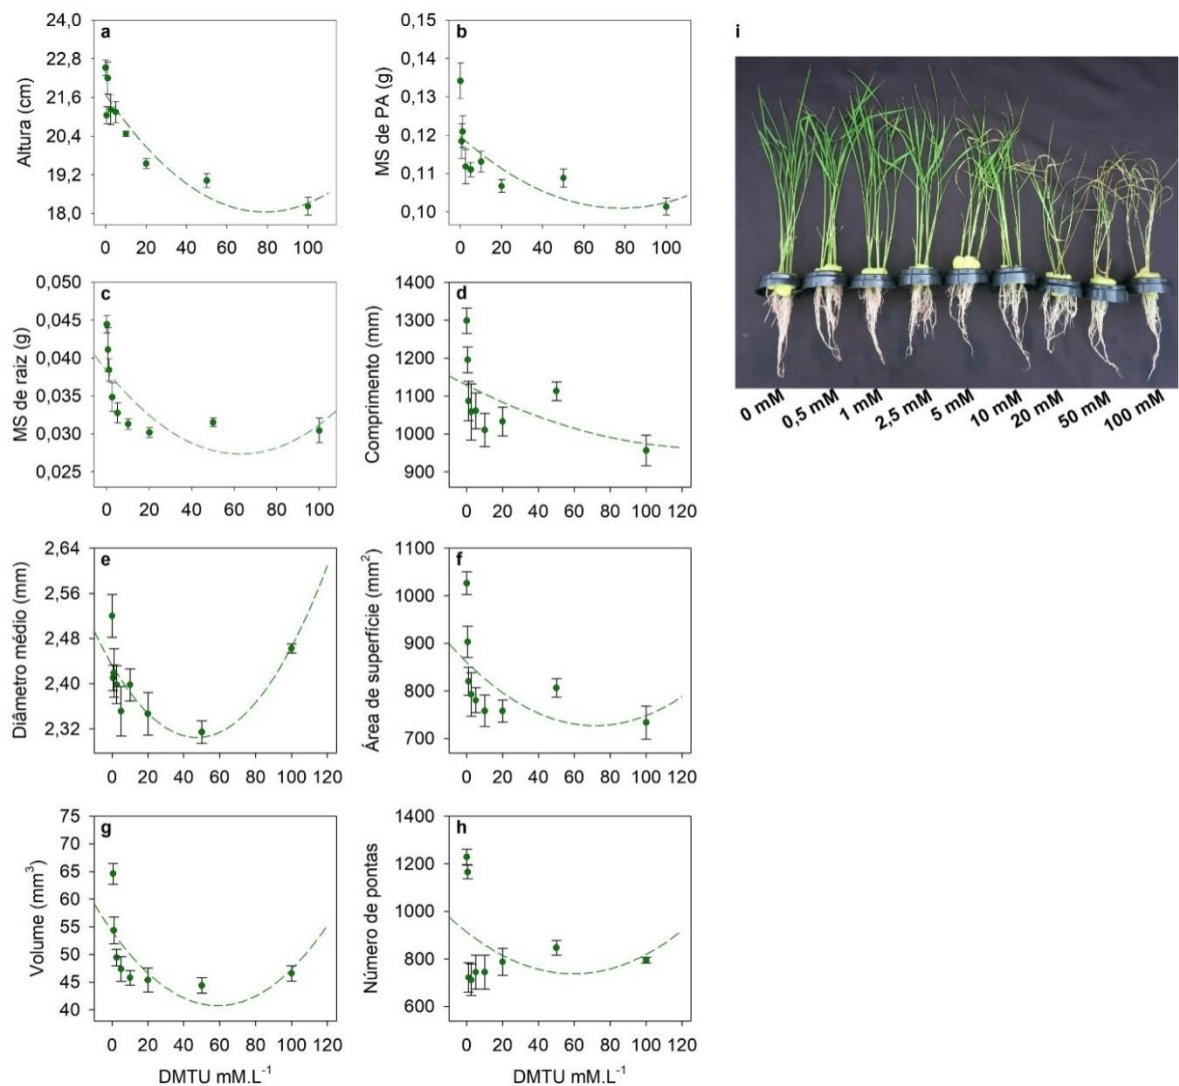 a
24,0
22,8
21,6
20,4
19,2
18,0
Altura (cm)
0 20 40 60 80 100
b
0,15
0,14
0,13
0,12
0,11
0,10
MS de PA (g)
0 20 40 60 80 100
i
0 mM 0,5 mM 1 mM 2,5 mM 5 mM 10 mM 20 mM 50 mM 100 mM
c
0,050
0,045
0,040
0,035
0,030
0,025
MS de raiz (g)
0 20 40 60 80 100
d
1400
1300
1200
1100
1000
900
Comprimento (mm)
0 20 40 60 80 100 120
e
2,64
2,56
2,48
2,40
2,32
Diâmetro médio (mm)
0 20 40 60 80 100 120
f
1100
1000
900
800
700
Área de superfície (mm²)
0 20 40 60 80 100 120
g
75
70
65
60
55
50
45
40
Volume (mm³)
0 20 40 60 80 100 120
DMTU mM.L⁻¹
h
1400
1200
1000
800
600
Número de pontas
0 20 40 60 80 100 120
DMTU mM.L⁻¹